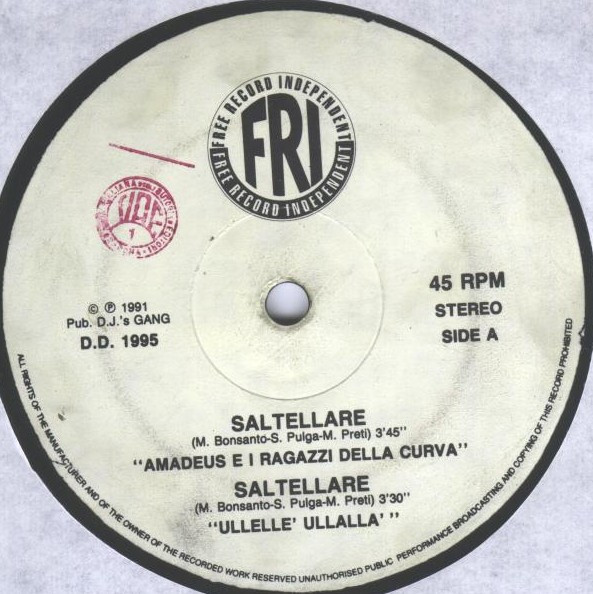 FREE RECORD INDEPENDENT
FRI
FREE RECORD INDEPENDENT
© ℗ 1991
Pub. D.J.'s GANG
D.D. 1995
45 RPM
STEREO
SIDE A
SALTELLARE
(M. Bonsanto-S. Pulga-M. Preti) 3'45"
"AMADEUS E I RAGAZZI DELLA CURVA"
SALTELLARE
(M. Bonsanto-S. Pulga-M. Preti) 3'30"
"ULLELLE' ULLALLA' "
ALL RIGHTS OF THE MANUFACTURER AND OF THE OWNER OF THE RECORDED WORK RESERVED UNAUTHORISED PUBLIC PERFORMANCE BROADCASTING AND COPYING OF THIS RECORD PROHIBITED